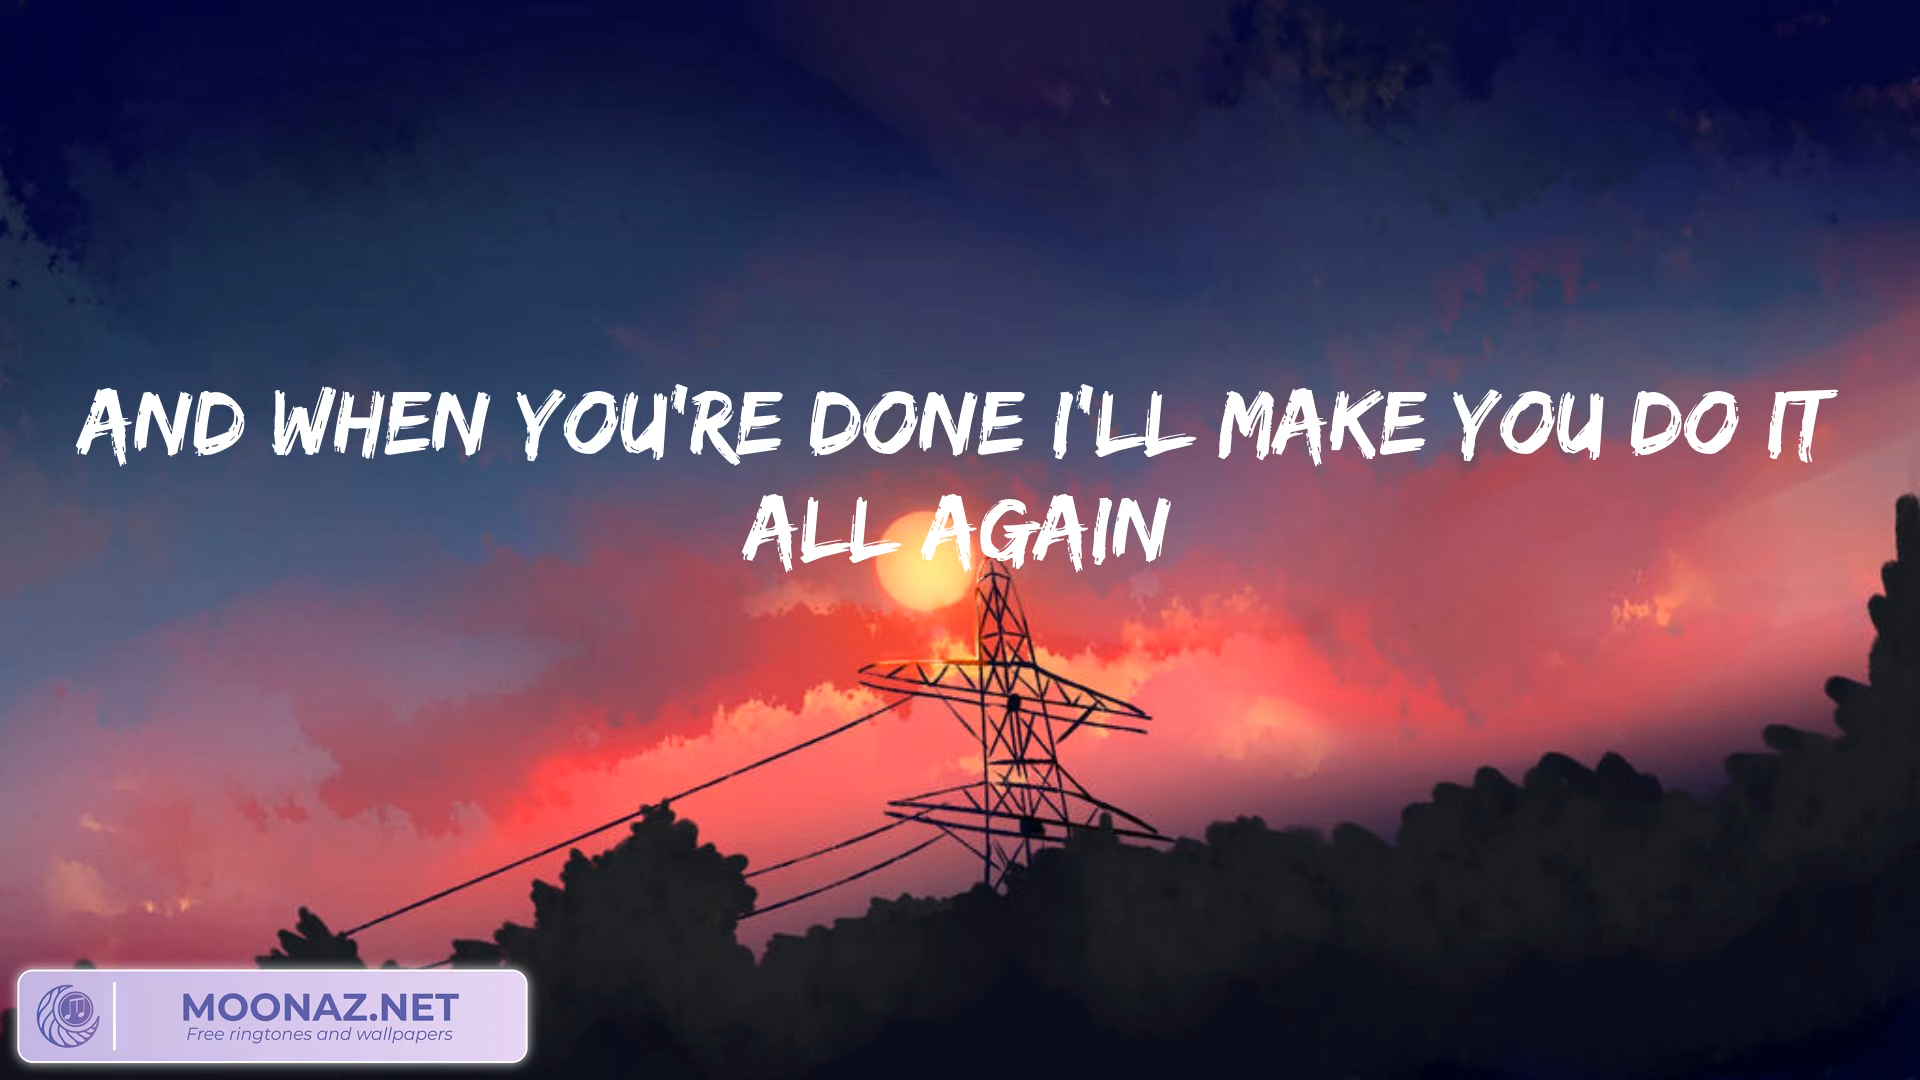 AND WHEN YOU'RE DONE I'LL MAKE YOU DO IT
ALL AGAIN
MOONAZ.NET
Free ringtones and wallpapers